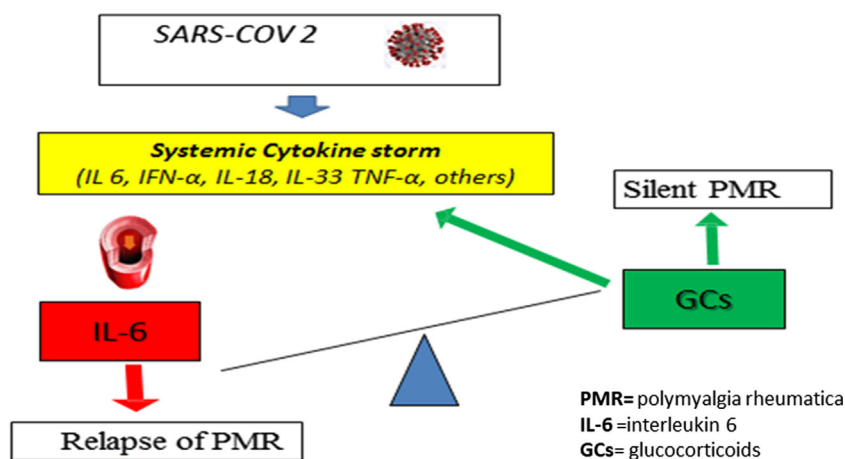 SARS-COV 2
Systemic Cytokine storm
(IL 6, IFN-α, IL-18, IL-33 TNF-α, others)
Silent PMR
GCs
IL-6
Relapse of PMR
PMR= polymyalgia rheumatica
IL-6 =interleukin 6
GCs= glucocorticoids